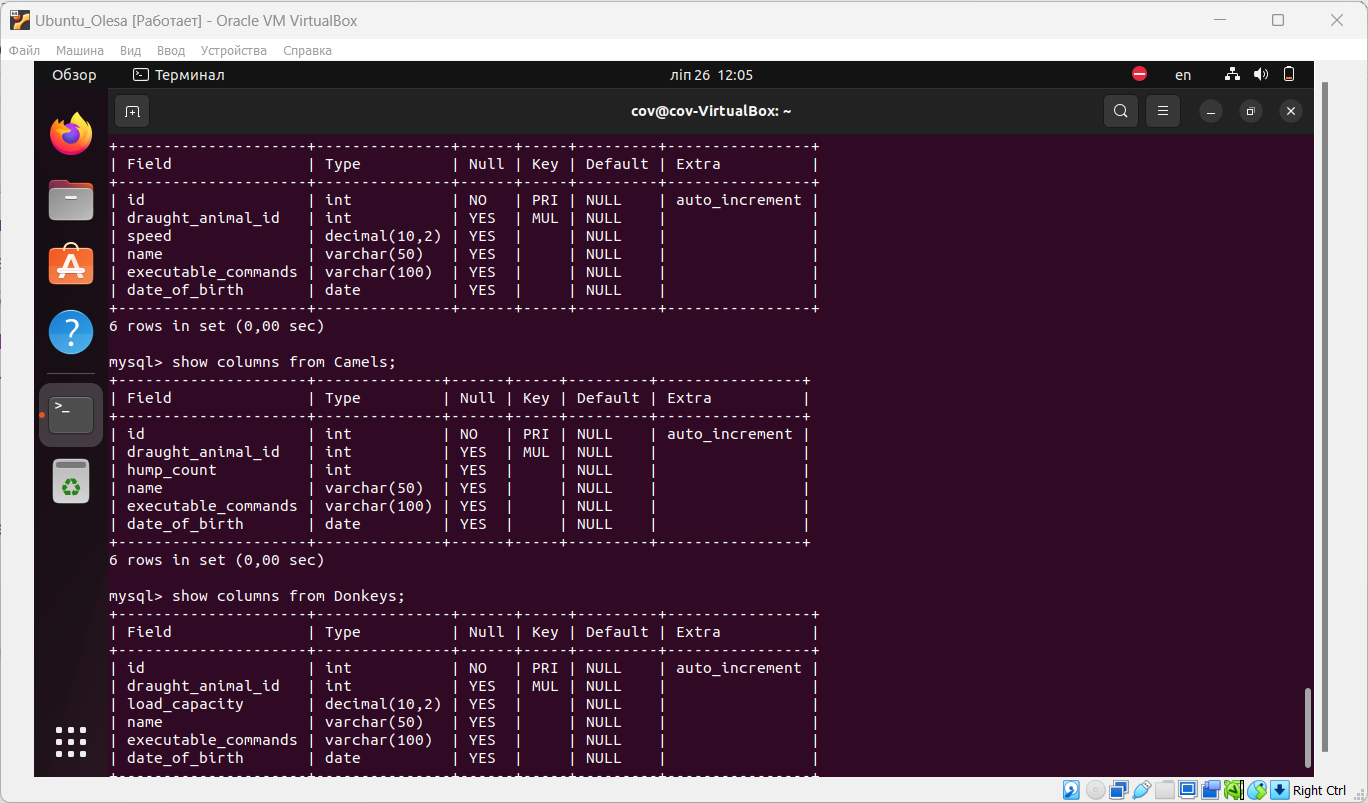 Ubuntu_Olesa [Работает] - Oracle VM VirtualBox
Файл Машина Вид Ввод Устройства Справка
Обзор Терминал ліп 26 12:05 en
cov@cov-VirtualBox: ~
+----------------------+---------------+------+-----+---------+----------------+
| Field                | Type          | Null | Key | Default | Extra          |
+----------------------+---------------+------+-----+---------+----------------+
| id                   | int           | NO   | PRI | NULL    | auto_increment |
| draught_animal_id    | int           | YES  | MUL | NULL    |                |
| speed                | decimal(10,2) | YES  |     | NULL    |                |
| name                 | varchar(50)   | YES  |     | NULL    |                |
| executable_commands  | varchar(100)  | YES  |     | NULL    |                |
| date_of_birth        | date          | YES  |     | NULL    |                |
+----------------------+---------------+------+-----+---------+----------------+
6 rows in set (0,00 sec)
mysql> show columns from Camels;
+----------------------+--------------+------+-----+---------+----------------+
| Field                | Type         | Null | Key | Default | Extra          |
+----------------------+--------------+------+-----+---------+----------------+
| id                   | int          | NO   | PRI | NULL    | auto_increment |
| draught_animal_id    | int          | YES  | MUL | NULL    |                |
| hump_count           | int          | YES  |     | NULL    |                |
| name                 | varchar(50)  | YES  |     | NULL    |                |
| executable_commands  | varchar(100) | YES  |     | NULL    |                |
| date_of_birth        | date         | YES  |     | NULL    |                |
+----------------------+--------------+------+-----+---------+----------------+
6 rows in set (0,00 sec)
mysql> show columns from Donkeys;
+----------------------+---------------+------+-----+---------+----------------+
| Field                | Type          | Null | Key | Default | Extra          |
+----------------------+---------------+------+-----+---------+----------------+
| id                   | int           | NO   | PRI | NULL    | auto_increment |
| draught_animal_id    | int           | YES  | MUL | NULL    |                |
| load_capacity        | decimal(10,2) | YES  |     | NULL    |                |
| name                 | varchar(50)   | YES  |     | NULL    |                |
| executable_commands  | varchar(100)  | YES  |     | NULL    |                |
| date_of_birth        | date          | YES  |     | NULL    |                |
+----------------------+---------------+------+-----+---------+----------------+
Right Ctrl